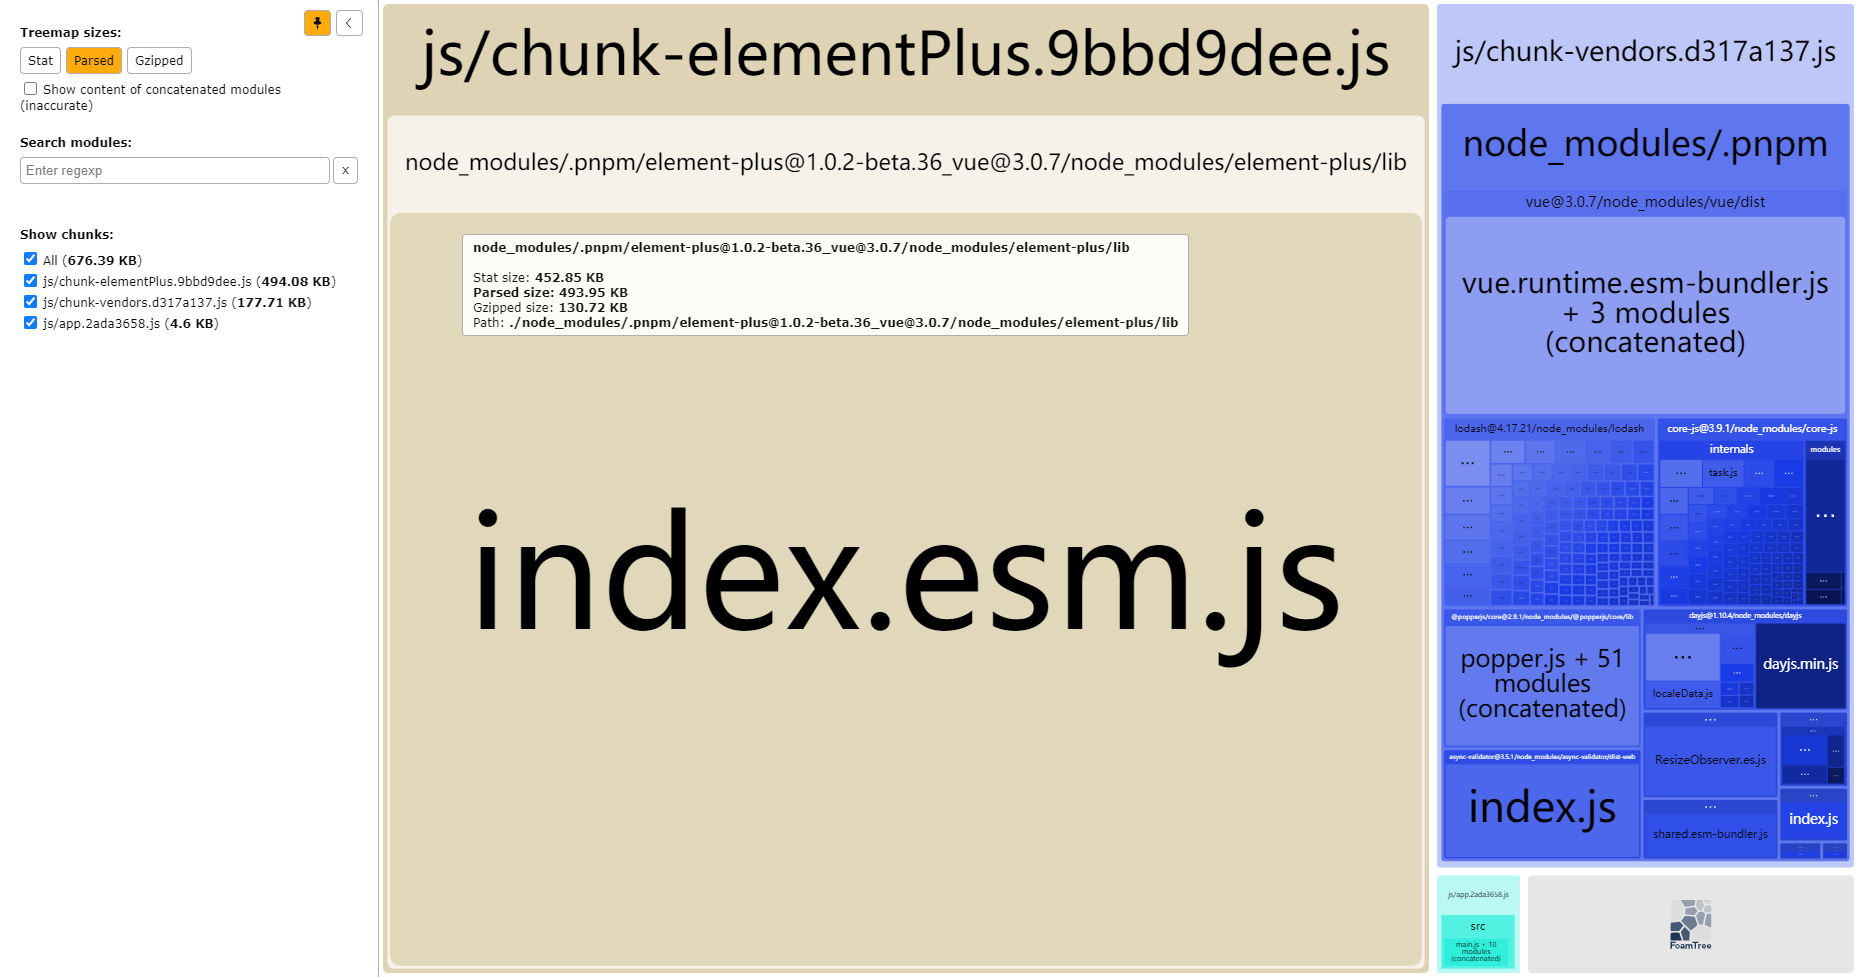 Treemap sizes:
Stat
Parsed
Gzipped
Show content of concatenated modules
(inaccurate)
Search modules:
Enter regexp
x
Show chunks:
All (676.39 KB)
js/chunk-elementPlus.9bbd9dee.js (494.08 KB)
js/chunk-vendors.d317a137.js (177.71 KB)
js/app.2ada3658.js (4.6 KB)
js/chunk-elementPlus.9bbd9dee.js
node_modules/.pnpm/element-plus@1.0.2-beta.36_vue@3.0.7/node_modules/element-plus/lib
node_modules/.pnpm/element-plus@1.0.2-beta.36_vue@3.0.7/node_modules/element-plus/lib
Stat size: 452.85 KB
Parsed size: 493.95 KB
Gzipped size: 130.72 KB
Path: ./node_modules/.pnpm/element-plus@1.0.2-beta.36_vue@3.0.7/node_modules/element-plus/lib
index.esm.js
js/chunk-vendors.d317a137.js
node_modules/.pnpm
vue@3.0.7/node_modules/vue/dist
vue.runtime.esm-bundler.js
+ 3 modules
(concatenated)
lodash@4.17.21/node_modules/lodash
core-js@3.9.1/node_modules/core-js
internals
modules
task.js
@popperjs/core@2.9.1/node_modules/@popperjs/core/lib
popper.js + 51
modules
(concatenated)
dayjs@1.10.4/node_modules/dayjs
dayjs.min.js
localeData.js
async-validator@3.5.1/node_modules/async-validator/dist-web
index.js
ResizeObserver.es.js
shared.esm-bundler.js
index.js
js/app.2ada3658.js
src
main.js + 10
modules
(concatenated)
FoamTree